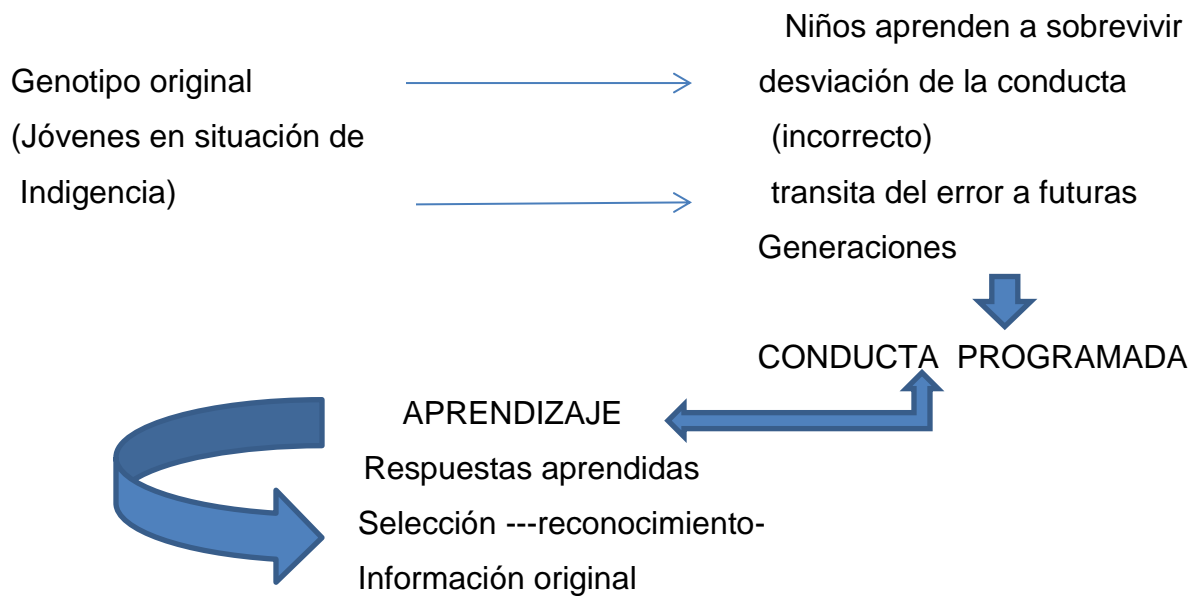 Niños aprenden a sobrevivir
Genotipo original
desviación de la conducta
(Jóvenes en situación de
(incorrecto)
Indigencia)
transita del error a futuras
Generaciones
CONDUCTA PROGRAMADA
APRENDIZAJE
Respuestas aprendidas
Selección ---reconocimiento-
Información original